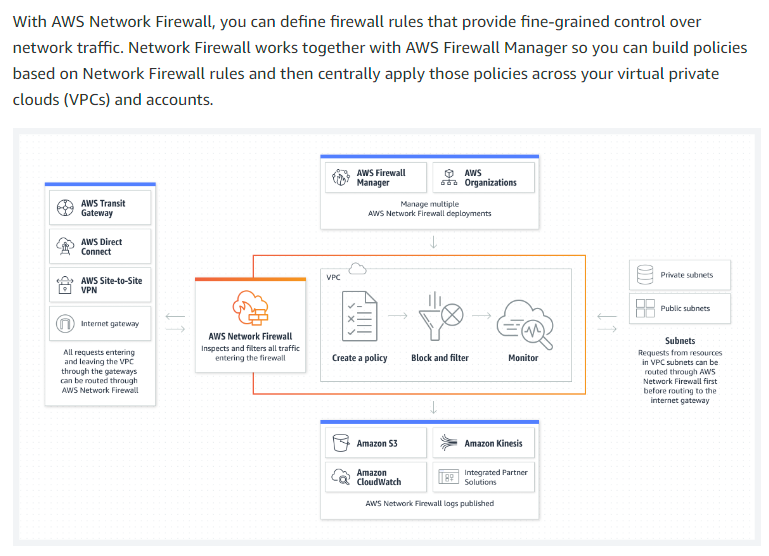 With AWS Network Firewall, you can define firewall rules that provide fine-grained control over
network traffic. Network Firewall works together with AWS Firewall Manager so you can build policies
based on Network Firewall rules and then centrally apply those policies across your virtual private
clouds (VPCs) and accounts.
AWS Firewall
Manager
AWS
Organizations
Manage multiple
AWS Network Firewall deployments
AWS Transit
Gateway
AWS Direct
Connect
AWS Site-to-Site
VPN
Internet gateway
All requests entering
and leaving the VPC
through the gateways
can be routed through
AWS Network Firewall
AWS Network Firewall
Inspects and filters all traffic
entering the firewall
VPC
Create a policy
Block and filter
Monitor
Private subnets
Public subnets
Subnets
Requests from resources
in VPC subnets can be
routed through AWS
Network Firewall first
before routing to the
internet gateway
Amazon S3
Amazon Kinesis
Amazon
CloudWatch
Integrated Partner
Solutions
AWS Network Firewall logs published